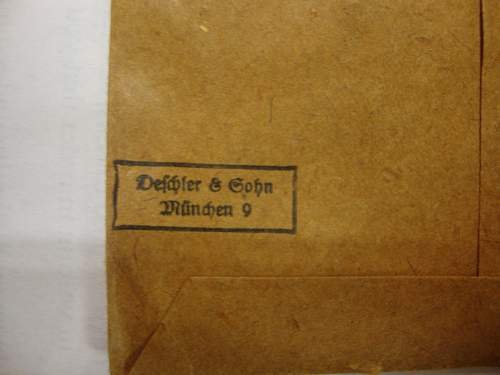 Deschler & Sohn
München 9